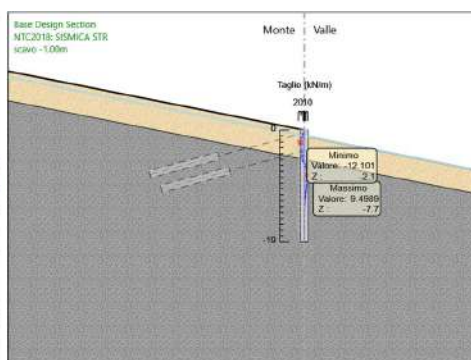 Base Design Section
NTC2018: SISMICA STR
scavo -1.00m
Monte
Valle
Taglio (kN/m)
2010
0
Minimo
Valore: -12.101
Z : -2.1
Massimo
Valore: 9.4989
Z : -7.7
-10